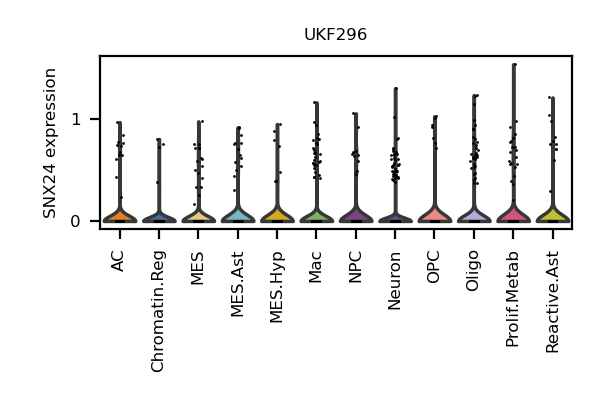 UKF296
SNX24 expression
1
0
AC
Chromatin.Reg
MES
MES.Ast
MES.Hyp
Mac
NPC
Neuron
OPC
Oligo
Prolif.Metab
Reactive.Ast